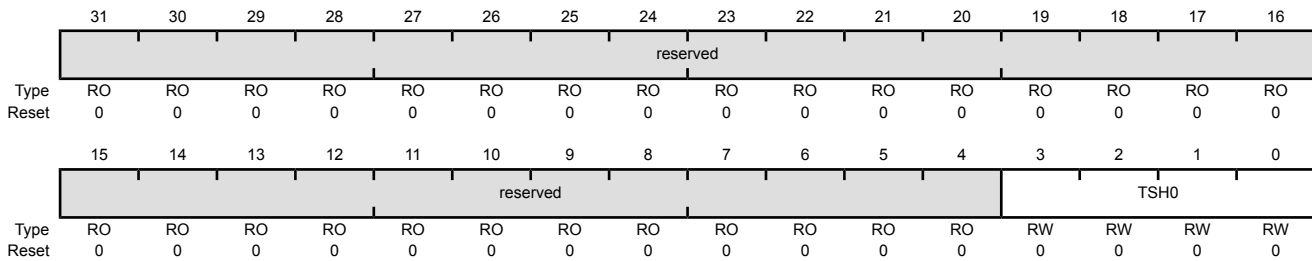 31 30 29 28 27 26 25 24 23 22 21 20 19 18 17 16
reserved
Type RO RO RO RO RO RO RO RO RO RO RO RO RO RO RO RO
Reset 0 0 0 0 0 0 0 0 0 0 0 0 0 0 0 0
15 14 13 12 11 10 9 8 7 6 5 4 3 2 1 0
reserved TSH0
Type RO RO RO RO RO RO RO RO RO RO RO RO RW RW RW RW
Reset 0 0 0 0 0 0 0 0 0 0 0 0 0 0 0 0